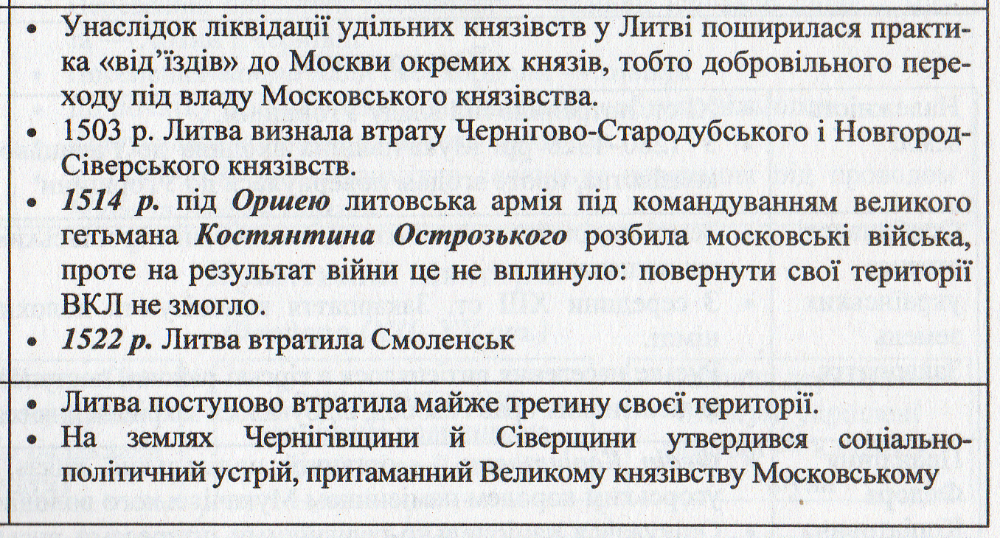 • Унаслідок ліквідації удільних князівств у Литві поширилася практи-
ка «від’їздів» до Москви окремих князів, тобто добровільного пере-
ходу під владу Московського князівства.
• 1503 р. Литва визнала втрату Чернігово-Стародубського і Новгород-
Сіверського князівств.
• 1514 р. під Оршею литовська армія під командуванням великого
гетьмана Костянтина Острозького розбила московські війська,
проте на результат війни це не вплинуло: повернути свої території
ВКЛ не змогло.
• 1522 р. Литва втратила Смоленськ
• Литва поступово втратила майже третину своєї території.
• На землях Чернігівщини й Сіверщини утвердився соціально-
політичний устрій, притаманний Великому князівству Московському